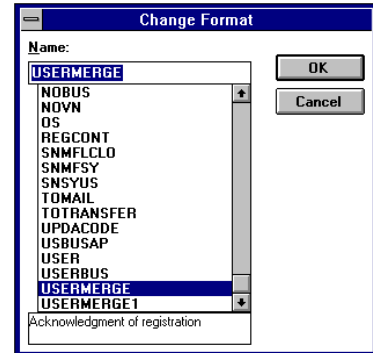 Change Format
Name:
USERMERGE
OK
Cancel
NOBUS
NOVN
OS
REGCONT
SNMFLCLO
SNMFSY
SNSYUS
TOMAIL
TOTRANSFER
UPDACODE
USBUSAP
USER
USERBUS
USERMERGE
USERMERGE1
Acknowledgment of registration